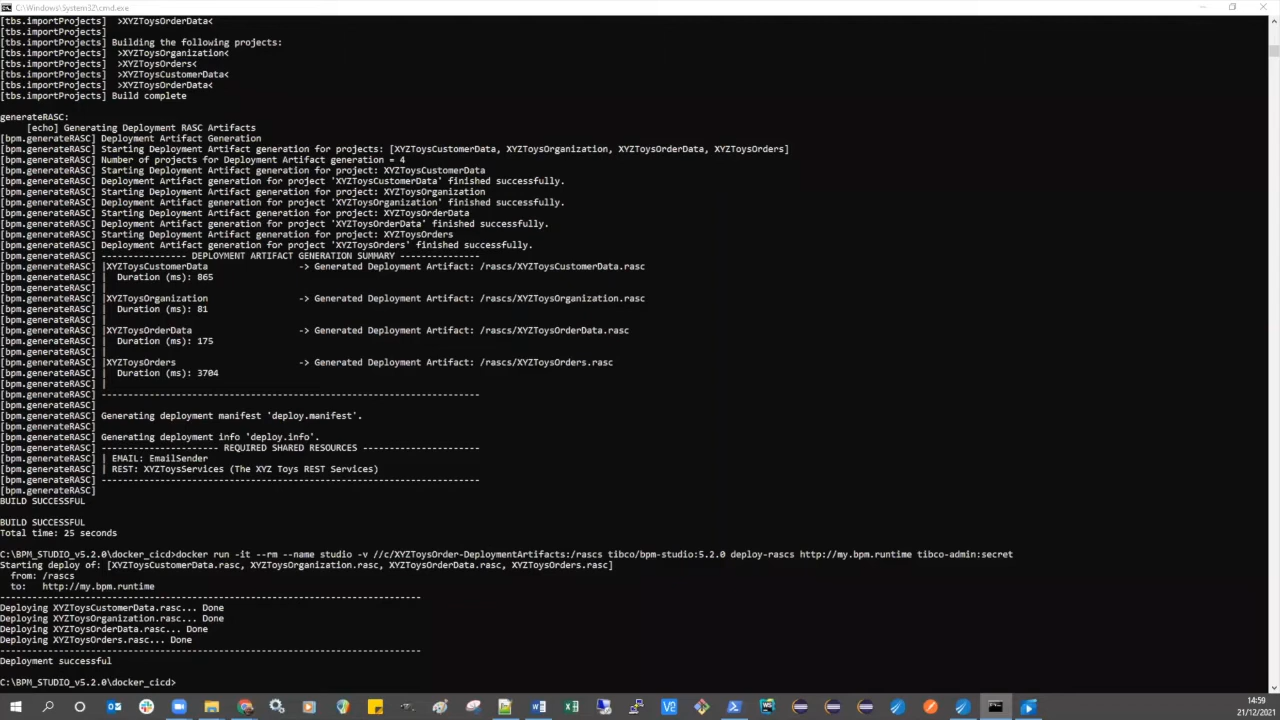 C:\Windows\System32\cmd.exe
[tbs.importProjects]  >XYZToysOrderData<
[tbs.importProjects]
[tbs.importProjects] Building the following projects:
[tbs.importProjects]  >XYZToysOrganization<
[tbs.importProjects]  >XYZToysOrders<
[tbs.importProjects]  >XYZToysCustomerData<
[tbs.importProjects]  >XYZToysOrderData<
[tbs.importProjects] Build complete
generateRASC:
[echo] Generating Deployment RASC Artifacts
[bpm.generateRASC] Deployment Artifact Generation
[bpm.generateRASC] Starting Deployment Artifact generation for projects: [XYZToysCustomerData, XYZToysOrganization, XYZToysOrderData, XYZToysOrders]
[bpm.generateRASC] Number of projects for Deployment Artifact generation = 4
[bpm.generateRASC] Starting Deployment Artifact generation for project: XYZToysCustomerData
[bpm.generateRASC] Deployment Artifact generation for project 'XYZToysCustomerData' finished successfully.
[bpm.generateRASC] Starting Deployment Artifact generation for project: XYZToysOrganization
[bpm.generateRASC] Deployment Artifact generation for project 'XYZToysOrganization' finished successfully.
[bpm.generateRASC] Starting Deployment Artifact generation for project: XYZToysOrderData
[bpm.generateRASC] Deployment Artifact generation for project 'XYZToysOrderData' finished successfully.
[bpm.generateRASC] Starting Deployment Artifact generation for project: XYZToysOrders
[bpm.generateRASC] Deployment Artifact generation for project 'XYZToysOrders' finished successfully.
[bpm.generateRASC] ---------------- DEPLOYMENT ARTIFACT GENERATION SUMMARY ---------------
[bpm.generateRASC] |XYZToysCustomerData                 -> Generated Deployment Artifact: /rascs/XYZToysCustomerData.rasc
[bpm.generateRASC] |  Duration (ms): 865
[bpm.generateRASC] |
[bpm.generateRASC] |XYZToysOrganization                 -> Generated Deployment Artifact: /rascs/XYZToysOrganization.rasc
[bpm.generateRASC] |  Duration (ms): 81
[bpm.generateRASC] |
[bpm.generateRASC] |XYZToysOrderData                    -> Generated Deployment Artifact: /rascs/XYZToysOrderData.rasc
[bpm.generateRASC] |  Duration (ms): 175
[bpm.generateRASC] |
[bpm.generateRASC] |XYZToysOrders                       -> Generated Deployment Artifact: /rascs/XYZToysOrders.rasc
[bpm.generateRASC] |  Duration (ms): 3704
[bpm.generateRASC] |
[bpm.generateRASC] -----------------------------------------------------------------------
[bpm.generateRASC]
[bpm.generateRASC] Generating deployment manifest 'deploy.manifest'.
[bpm.generateRASC]
[bpm.generateRASC] Generating deployment info 'deploy.info'.
[bpm.generateRASC] ---------------------- REQUIRED SHARED RESOURCES ----------------------
[bpm.generateRASC] | EMAIL: EmailSender
[bpm.generateRASC] | REST: XYZToysServices (The XYZ Toys REST Services)
[bpm.generateRASC] -----------------------------------------------------------------------
[bpm.generateRASC]
BUILD SUCCESSFUL
BUILD SUCCESSFUL
Total time: 25 seconds
C:\BPM_STUDIO_v5.2.0\docker_cicd>docker run -it --rm --name studio -v //c/XYZToysOrder-DeploymentArtifacts:/rascs tibco/bpm-studio:5.2.0 deploy-rascs http://my.bpm.runtime tibco-admin:secret
Starting deploy of: [XYZToysCustomerData.rasc, XYZToysOrganization.rasc, XYZToysOrderData.rasc, XYZToysOrders.rasc]
from: /rascs
to:   http://my.bpm.runtime
-------------------------------------------------------------------------------
Deploying XYZToysCustomerData.rasc... Done
Deploying XYZToysOrganization.rasc... Done
Deploying XYZToysOrderData.rasc... Done
Deploying XYZToysOrders.rasc... Done
-------------------------------------------------------------------------------
Deployment successful
C:\BPM_STUDIO_v5.2.0\docker_cicd>
14:59
21/12/2021